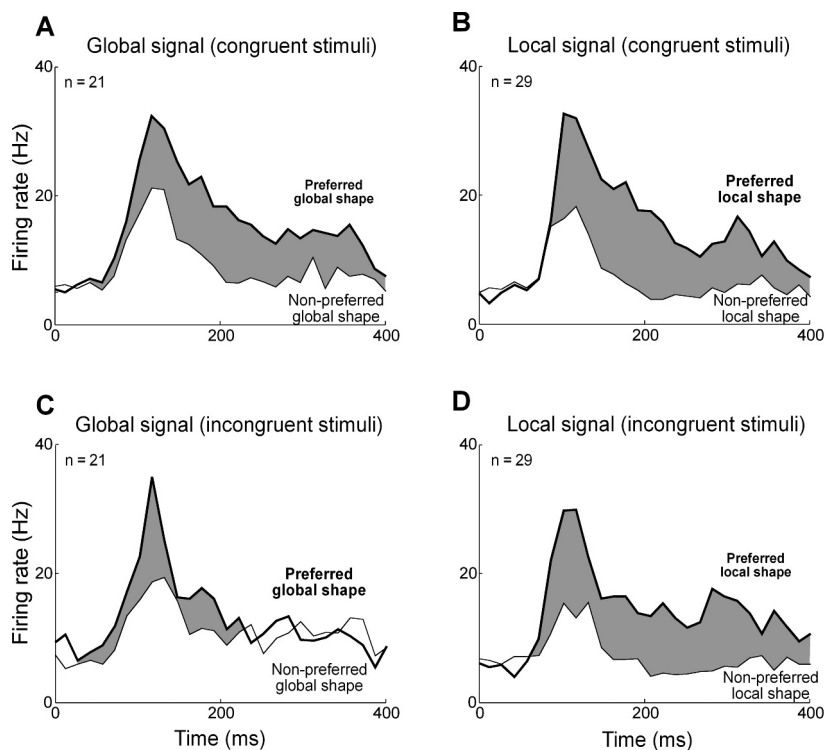 A
Global signal (congruent stimuli)
40
n = 21
Preferred
global shape
20
Firing rate (Hz)
Non-preferred
global shape
0
0
200
400
B
Local signal (congruent stimuli)
40
n = 29
Preferred
local shape
20
Non-preferred
local shape
0
0
200
400
C
Global signal (incongruent stimuli)
40
n = 21
Preferred
global shape
20
Firing rate (Hz)
Non-preferred
global shape
0
0
200
400
Time (ms)
D
Local signal (incongruent stimuli)
40
n = 29
Preferred
local shape
20
Non-preferred
local shape
0
0
200
400
Time (ms)